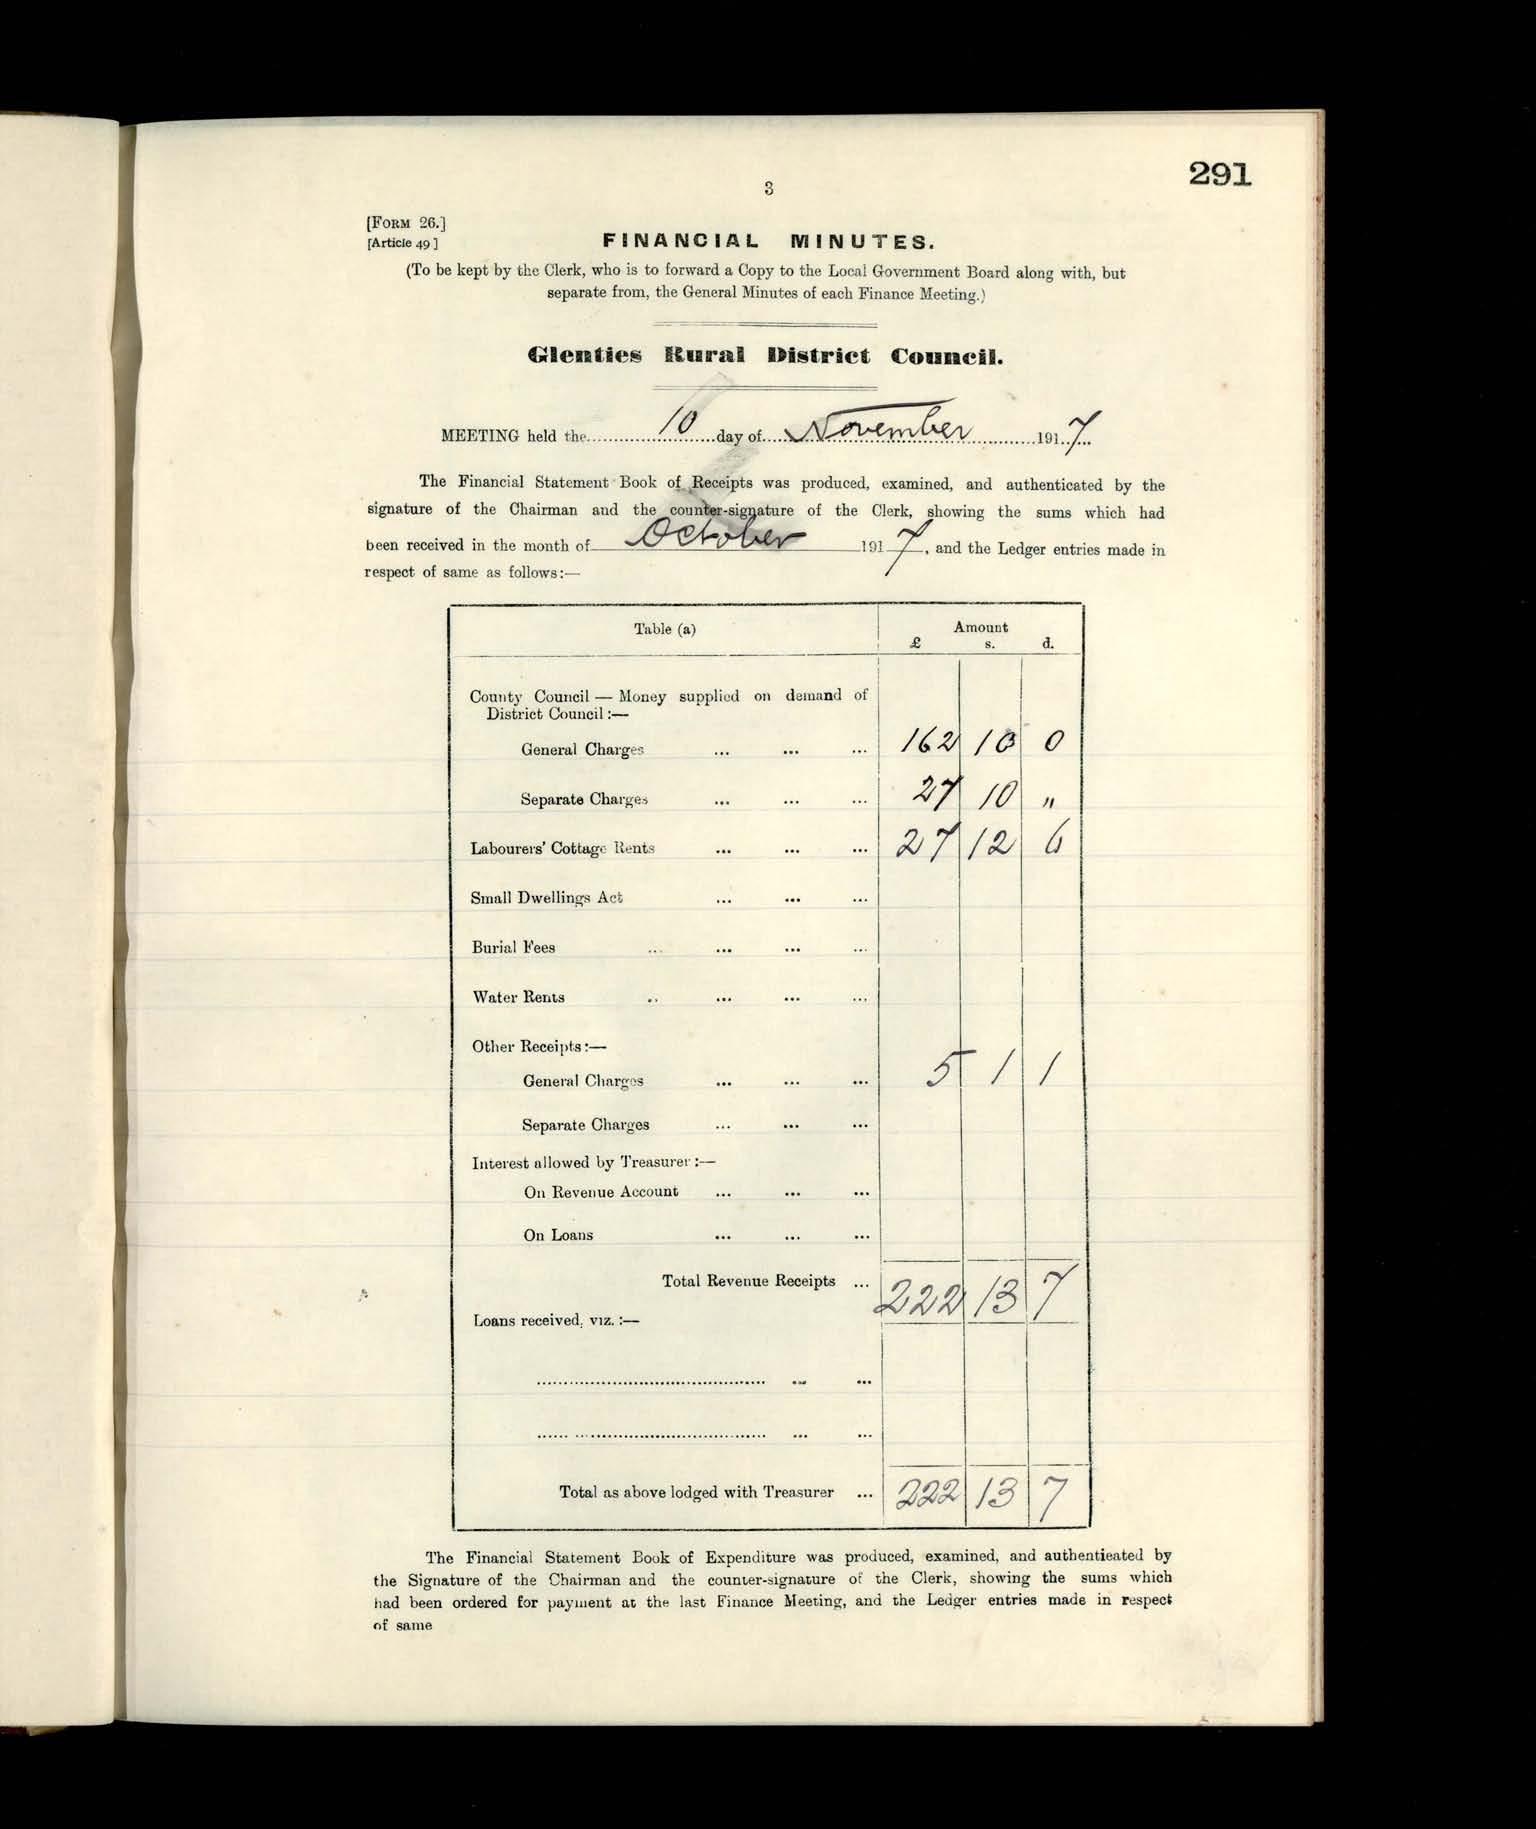 291
3
[FORM 26.]
[Article 49]
FINANCIAL MINUTES.
(To be kept by the Clerk, who is to forward a Copy to the Local Government Board along with, but
separate from, the General Minutes of each Finance Meeting.)
Glenties Rural District Council.
MEETING held the 10 day of November 1917
The Financial Statement Book of Receipts was produced, examined, and authenticated by the
signature of the Chairman and the counter-signature of the Clerk, showing the sums which had
been received in the month of October 1917, and the Ledger entries made in
respect of same as follows:—
Table (a) Amount
£ s. d.
County Council — Money supplied on demand of
District Council:—
General Charges ... ... ... 162 10 0
Separate Charges ... ... ... 27 10 „
Labourers' Cottage Rents ... ... ... 27 12 6
Small Dwellings Act ... ... ...
Burial Fees ... ... ... ...
Water Rents .. ... ... ...
Other Receipts:—
General Charges ... ... ... 5 1 1
Separate Charges ... ... ...
Interest allowed by Treasurer:—
On Revenue Account ... ... ...
On Loans ... ... ...
Total Revenue Receipts ... 222 13 7
Loans received, viz.:—
Total as above lodged with Treasurer ... 222 13 7
The Financial Statement Book of Expenditure was produced, examined, and authenticated by
the Signature of the Chairman and the counter-signature of the Clerk, showing the sums which
had been ordered for payment at the last Finance Meeting, and the Ledger entries made in respect
of same